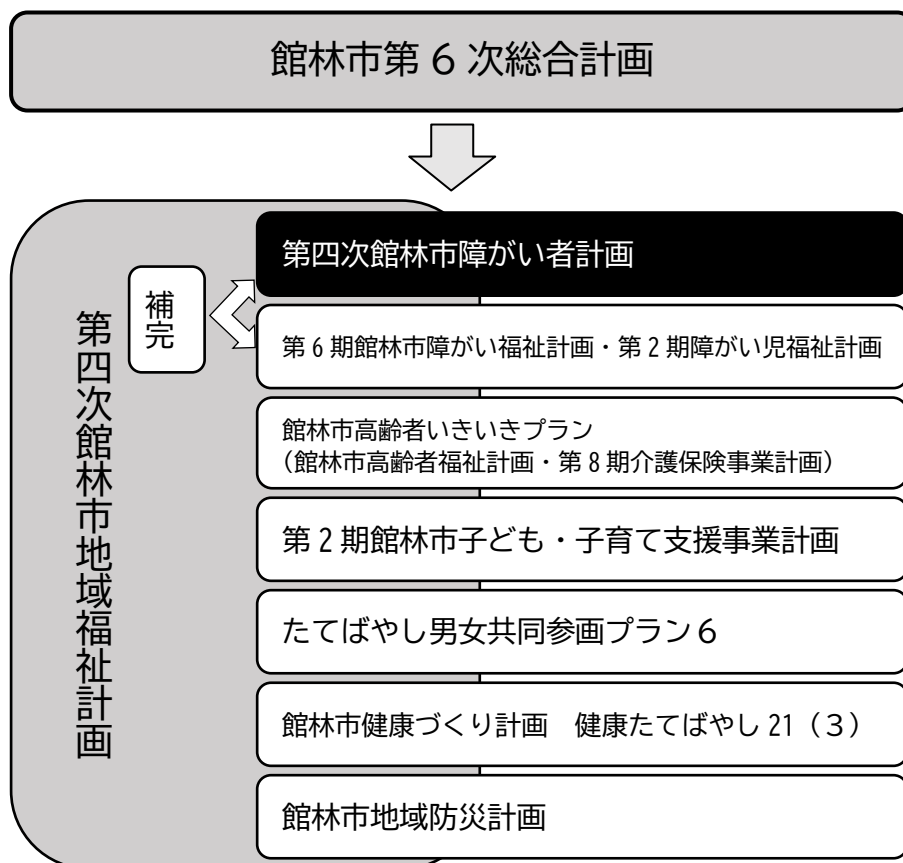 館林市第６次総合計画
第四次館林市地域福祉計画
補完
第四次館林市障がい者計画
第６期館林市障がい福祉計画・第２期障がい児福祉計画
館林市高齢者いきいきプラン
(館林市高齢者福祉計画・第８期介護保険事業計画)
第２期館林市子ども・子育て支援事業計画
たてばやし男女共同参画プラン６
館林市健康づくり計画　健康たてばやし 21（３）
館林市地域防災計画